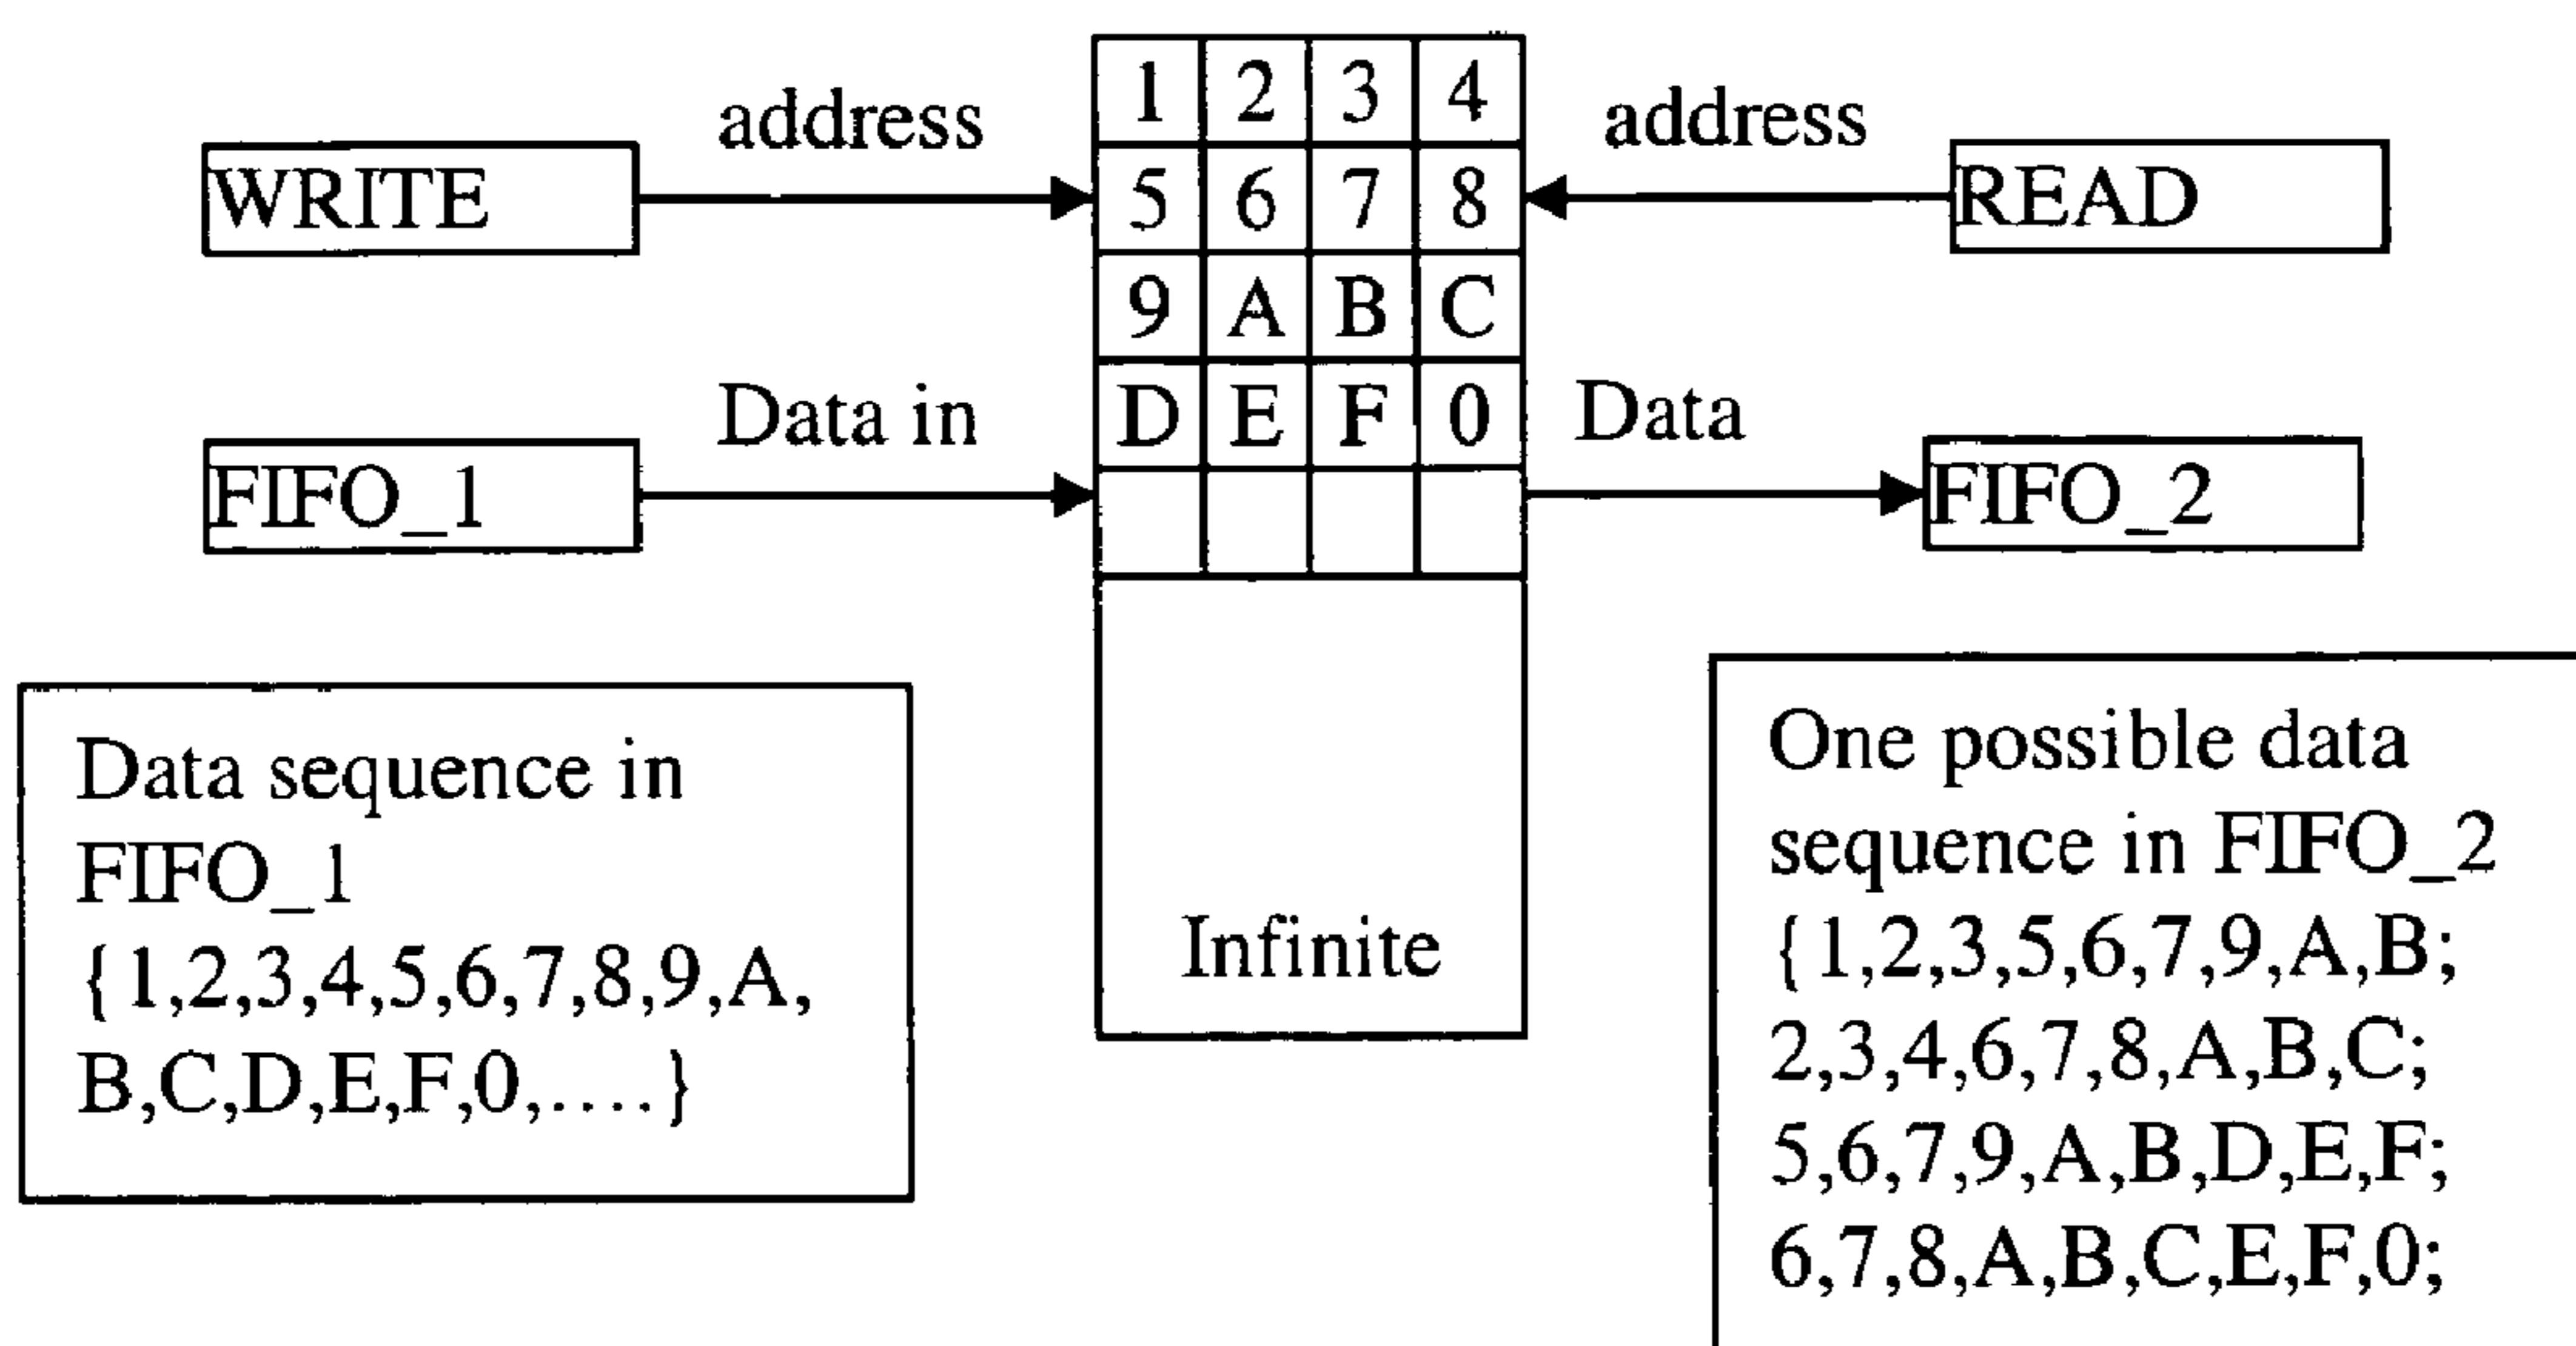 1 2 3 4
address
address
WRITE
5 6 7 8
READ
9 A B C
Data in
D E F 0
Data
FIFO_1
FIFO_2
Data sequence in
FIFO_1
{1,2,3,4,5,6,7,8,9,A,
B,C,D,E,F,0,....}
Infinite
One possible data
sequence in FIFO_2
{1,2,3,5,6,7,9,A,B;
2,3,4,6,7,8,A,B,C;
5,6,7,9,A,B,D,E,F;
6,7,8,A,B,C,E,F,0;